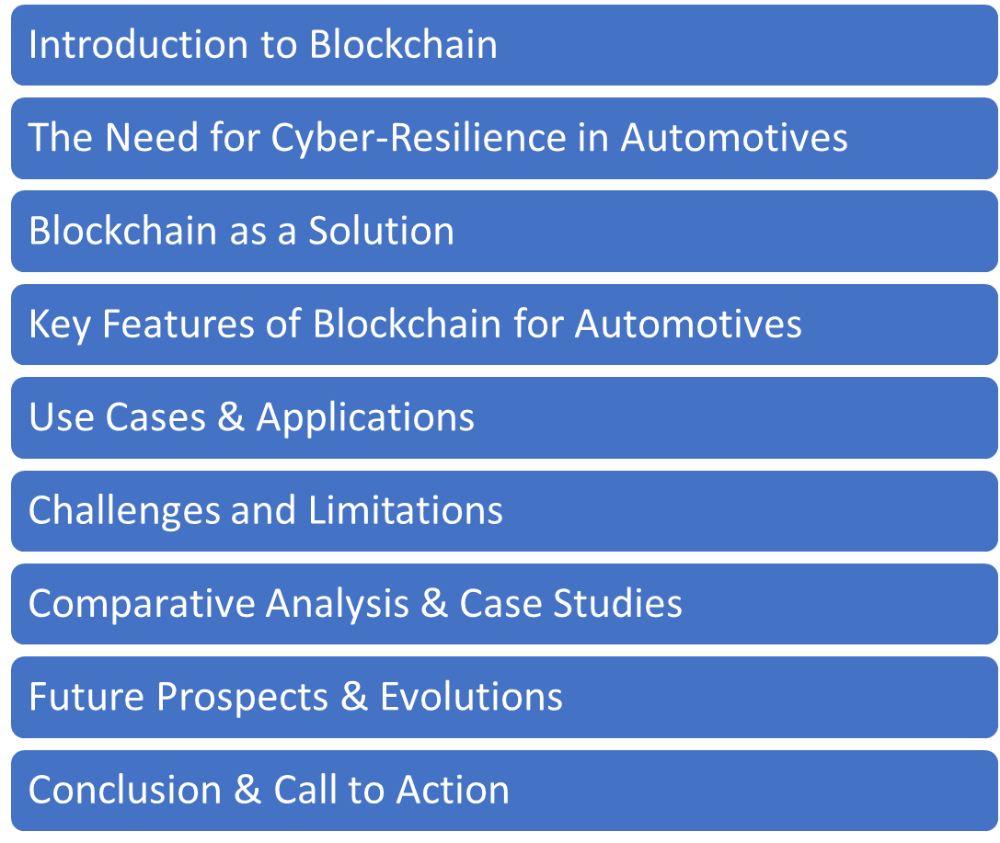 Introduction to Blockchain
The Need for Cyber-Resilience in Automotives
Blockchain as a Solution
Key Features of Blockchain for Automotives
Use Cases & Applications
Challenges and Limitations
Comparative Analysis & Case Studies
Future Prospects & Evolutions
Conclusion & Call to Action